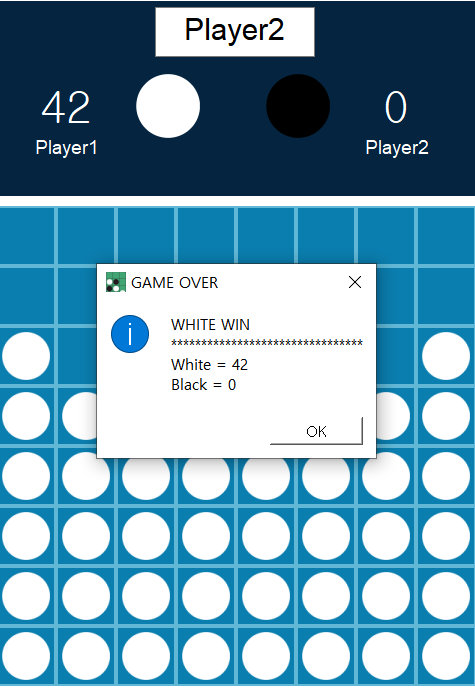 Player2
42
0
Player1
Player2
GAME OVER
WHITE WIN
********************************
White = 42
Black = 0
OK